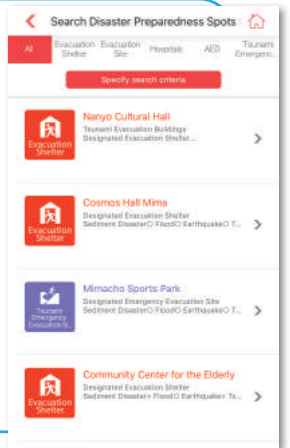 Search Disaster Preparedness Spots
All
Evacuation Shelter
Evacuation Site
Hospitals
AED
Tsunami Emergenc...
Specify search criteria
Evacuation Shelter
Nanyo Cultural Hall
Tsunami Evacuation Buildings
Designated Evacuation Shelter...
Evacuation Shelter
Cosmos Hall Mima
Designated Evacuation Shelter
Sediment Disaster○ Flood○ Earthquake○ T...
Tsunami Emergency Evacuation Si...
Mimacho Sports Park
Designated Emergency Evacuation Site
Sediment Disaster○ Flood○ Earthquake○ T...
Evacuation Shelter
Community Center for the Elderly
Designated Evacuation Shelter
Sediment Disaster× Flood○ Earthquake× Ts...